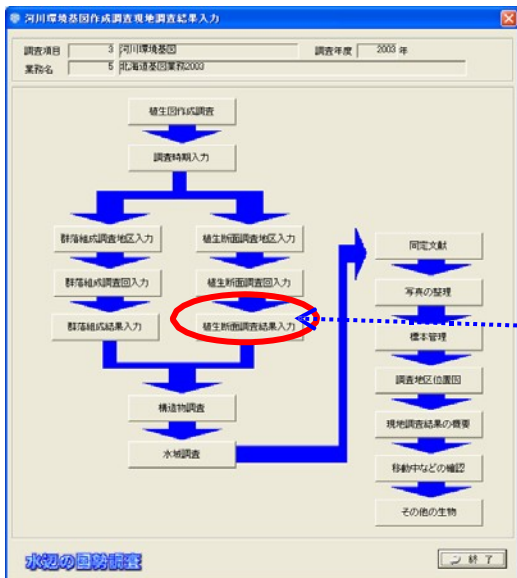 河川環境基図作成調査現地調査結果入力
調査項目 3 河川環境基図 調査年度 2003 年
業務名 5 北海道基図業務2003
植生図作成調査
調査時期入力
群落組成調査地区入力
植生断面調査地区入力
群落組成調査回入力
植生断面調査回入力
群落組成結果入力
植生断面調査結果入力
構造物調査
水域調査
同定文献
写真の整理
標本管理
調査地区位置図
現地調査結果の概要
移動中などの確認
その他の生物
水辺の国勢調査
終 了